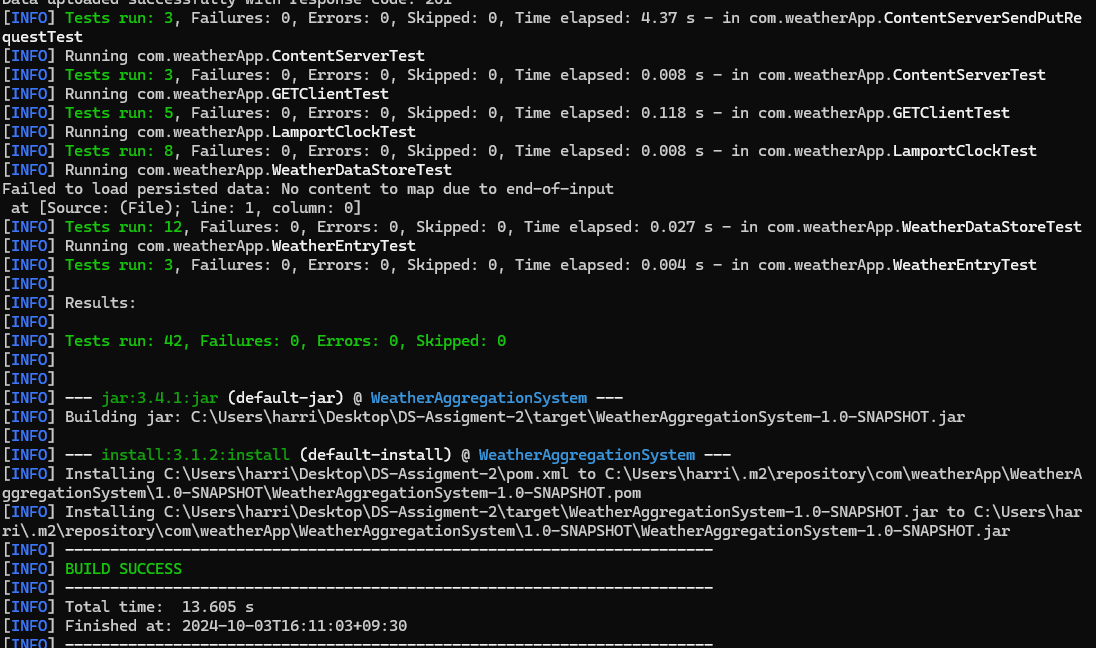 Data uploaded successfully with response code: 201
[INFO] Tests run: 3, Failures: 0, Errors: 0, Skipped: 0, Time elapsed: 4.37 s - in com.weatherApp.ContentServerSendPutRe
questTest
[INFO] Running com.weatherApp.ContentServerTest
[INFO] Tests run: 3, Failures: 0, Errors: 0, Skipped: 0, Time elapsed: 0.008 s - in com.weatherApp.ContentServerTest
[INFO] Running com.weatherApp.GETClientTest
[INFO] Tests run: 5, Failures: 0, Errors: 0, Skipped: 0, Time elapsed: 0.118 s - in com.weatherApp.GETClientTest
[INFO] Running com.weatherApp.LamportClockTest
[INFO] Tests run: 8, Failures: 0, Errors: 0, Skipped: 0, Time elapsed: 0.008 s - in com.weatherApp.LamportClockTest
[INFO] Running com.weatherApp.WeatherDataStoreTest
Failed to load persisted data: No content to map due to end-of-input
 at [Source: (File); line: 1, column: 0]
[INFO] Tests run: 12, Failures: 0, Errors: 0, Skipped: 0, Time elapsed: 0.027 s - in com.weatherApp.WeatherDataStoreTest
[INFO] Running com.weatherApp.WeatherEntryTest
[INFO] Tests run: 3, Failures: 0, Errors: 0, Skipped: 0, Time elapsed: 0.004 s - in com.weatherApp.WeatherEntryTest
[INFO]
[INFO] Results:
[INFO]
[INFO] Tests run: 42, Failures: 0, Errors: 0, Skipped: 0
[INFO]
[INFO]
[INFO] --- jar:3.4.1:jar (default-jar) @ WeatherAggregationSystem ---
[INFO] Building jar: C:\Users\harri\Desktop\DS-Assigment-2\target\WeatherAggregationSystem-1.0-SNAPSHOT.jar
[INFO]
[INFO] --- install:3.1.2:install (default-install) @ WeatherAggregationSystem ---
[INFO] Installing C:\Users\harri\Desktop\DS-Assigment-2\pom.xml to C:\Users\harri\.m2\repository\com\weatherApp\WeatherA
ggregationSystem\1.0-SNAPSHOT\WeatherAggregationSystem-1.0-SNAPSHOT.pom
[INFO] Installing C:\Users\harri\Desktop\DS-Assigment-2\target\WeatherAggregationSystem-1.0-SNAPSHOT.jar to C:\Users\har
ri\.m2\repository\com\weatherApp\WeatherAggregationSystem\1.0-SNAPSHOT\WeatherAggregationSystem-1.0-SNAPSHOT.jar
[INFO] ------------------------------------------------------------------------
[INFO] BUILD SUCCESS
[INFO] ------------------------------------------------------------------------
[INFO] Total time:  13.605 s
[INFO] Finished at: 2024-10-03T16:11:03+09:30
[INFO] ------------------------------------------------------------------------